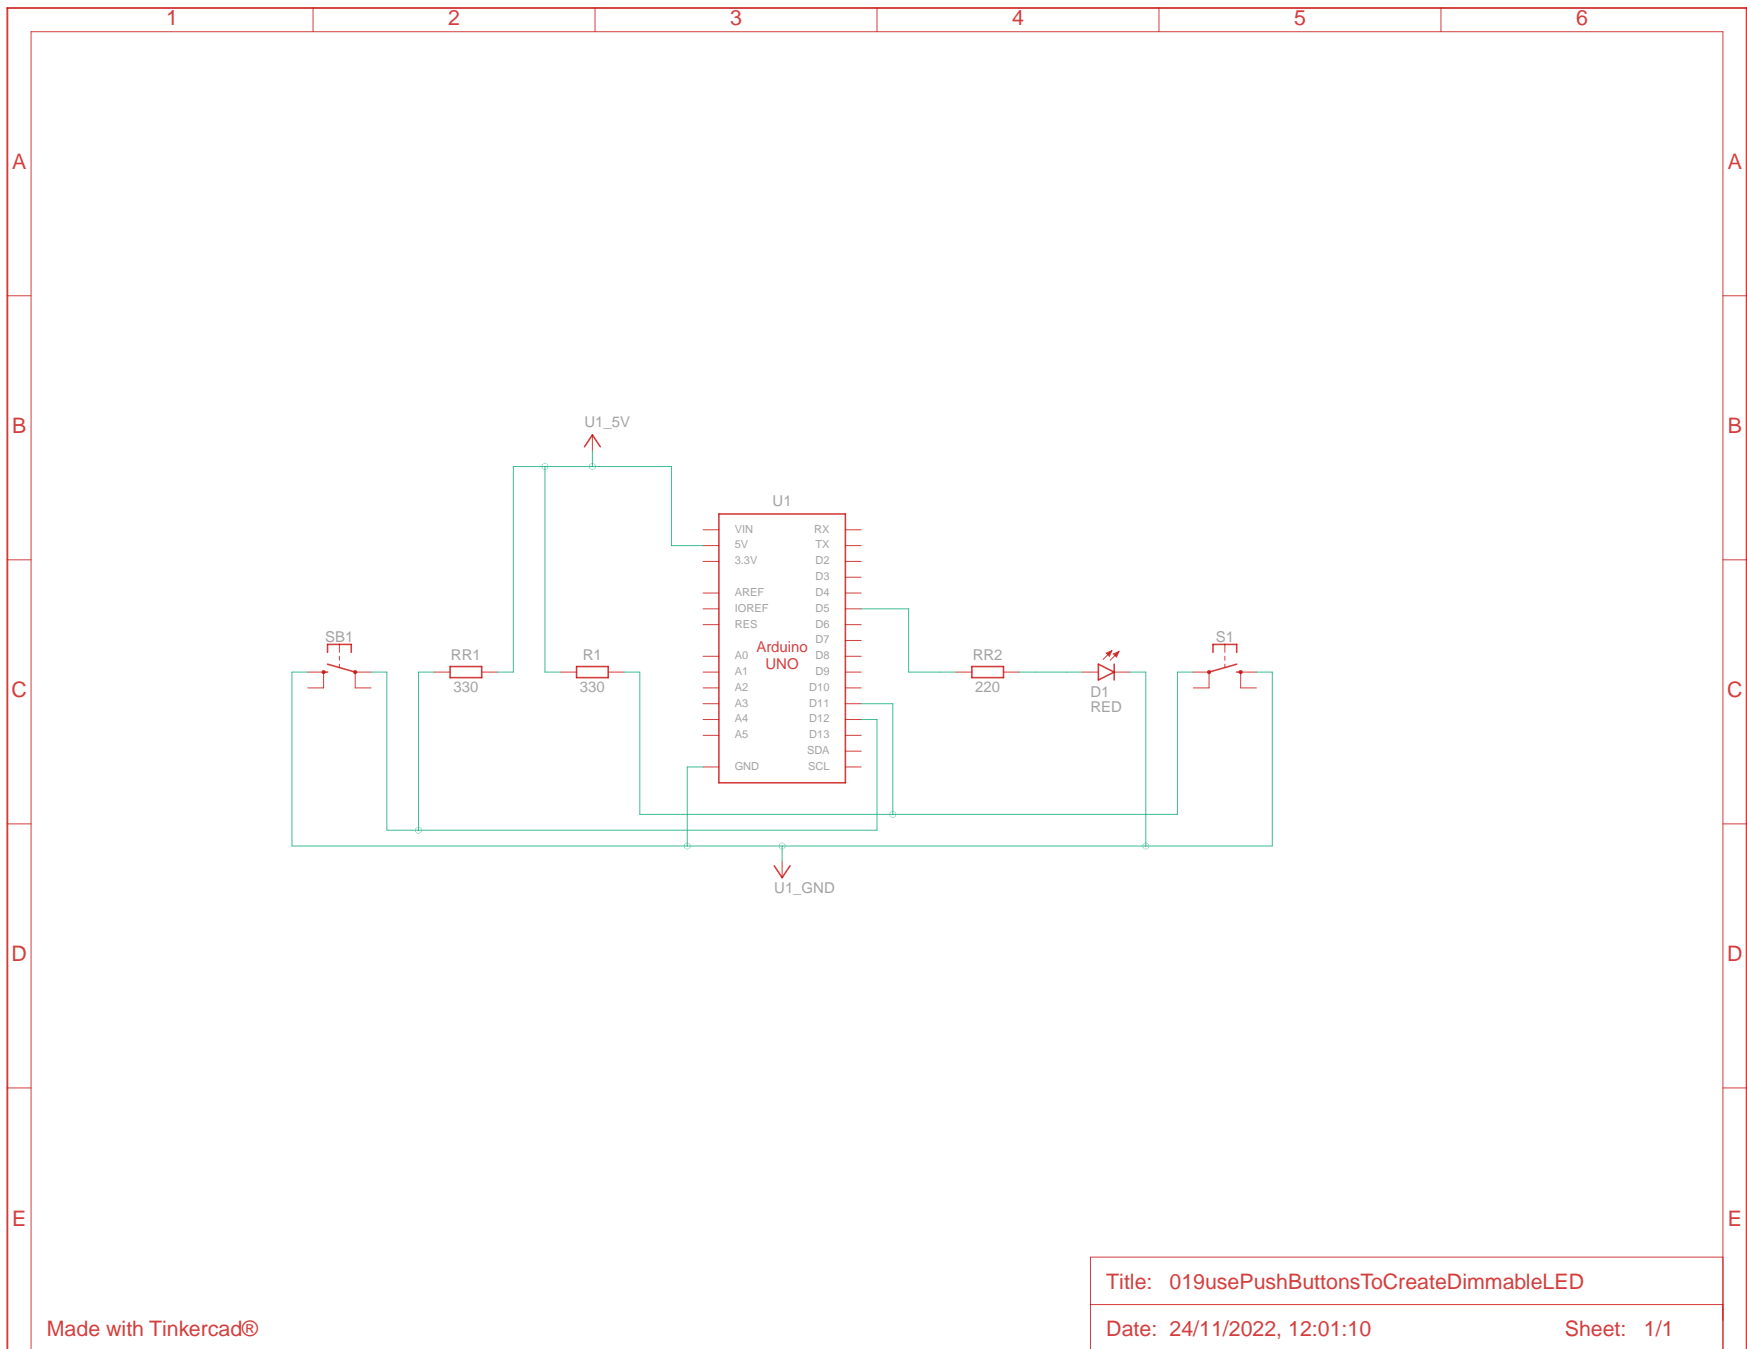 1 2 3 4 5 6
A A
B B
U1_5V
U1
VIN RX
5V TX
3.3V D2
D3
AREF D4
IOREF D5
RES D6
D7
A0 D8
A1 D9
A2 D10
A3 D11
A4 D12
A5 D13
SDA
GND SCL
Arduino
UNO
SB1
RR1
330
R1
330
RR2
220
D1
RED
S1
C C
U1_GND
D D
E E
Title: 019usePushButtonsToCreateDimmableLED
Made with Tinkercad®
Date: 24/11/2022, 12:01:10 Sheet: 1/1